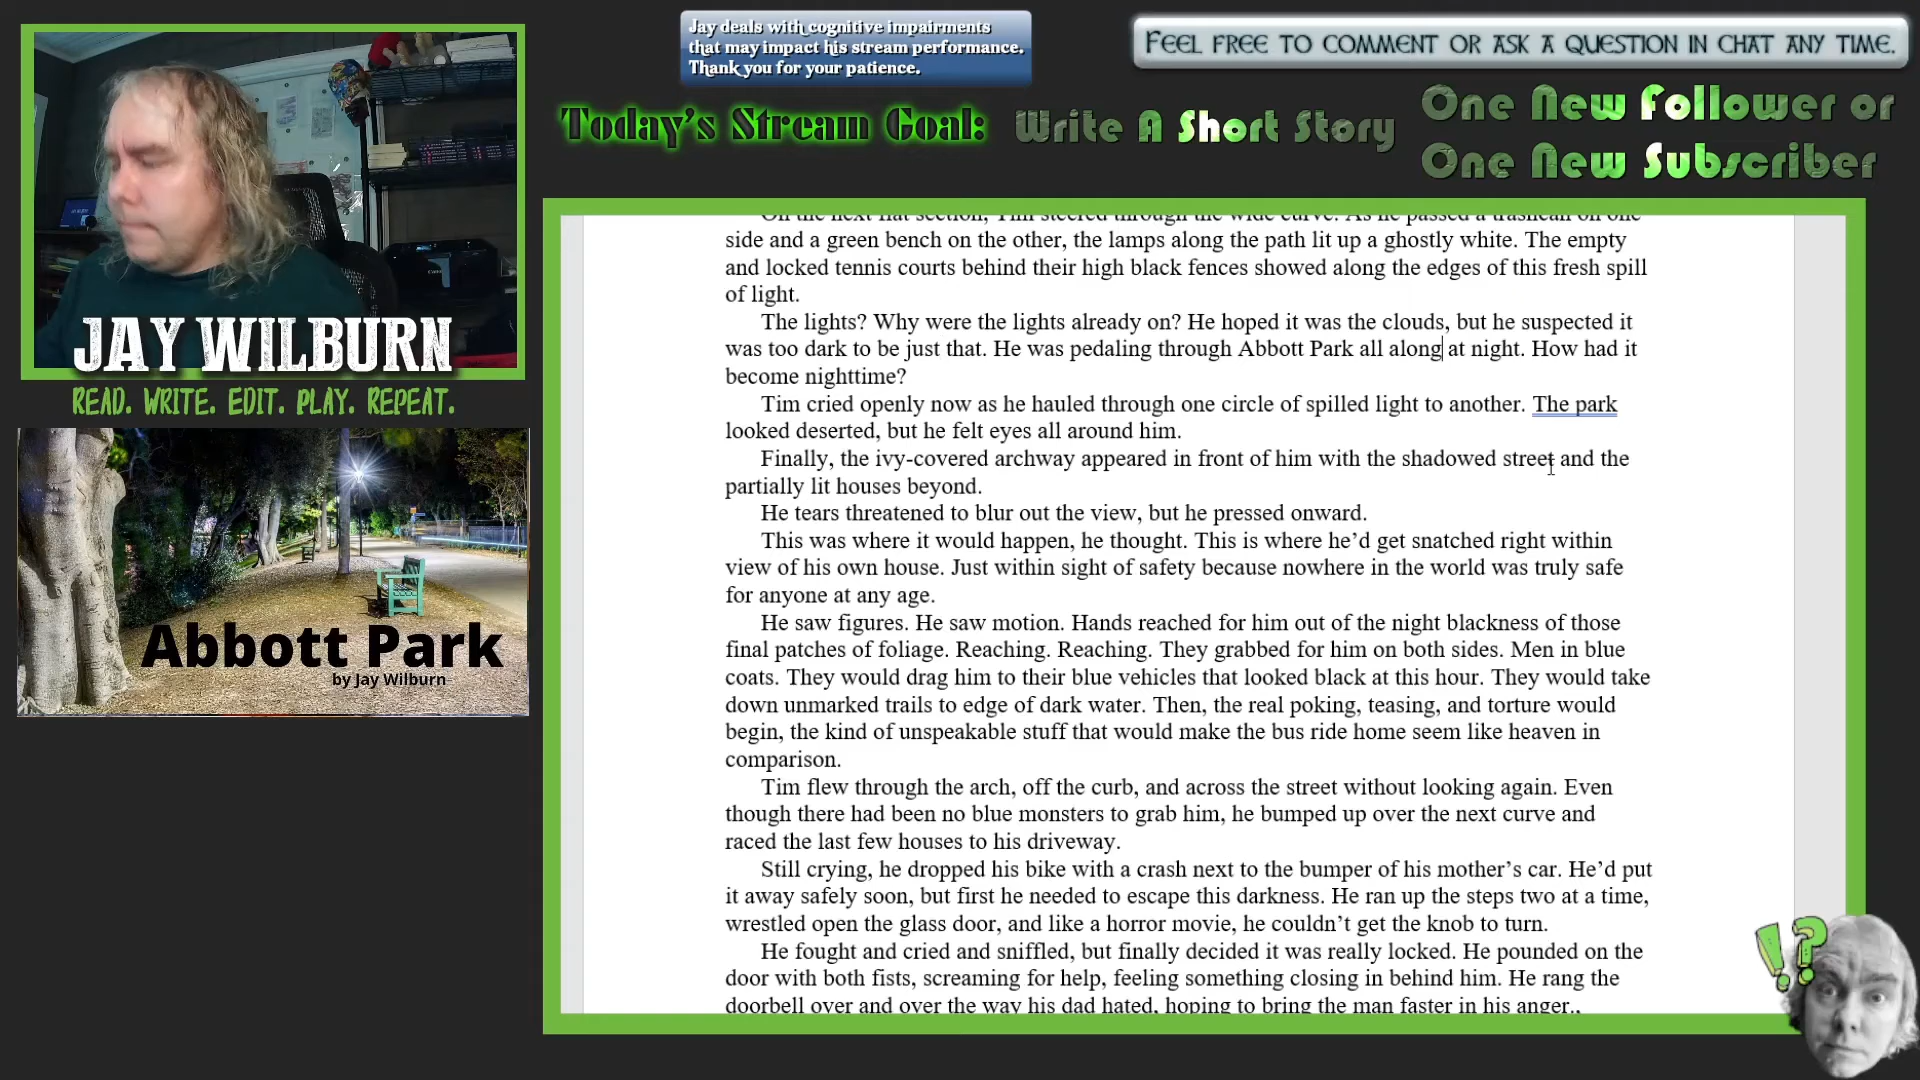 Jay deals with cognitive impairments
that may impact his stream performance.
Thank you for your patience.
Feel free to comment or ask a question in chat any time.
Today's Stream Goal:
Write A Short Story
One New Follower or
One New Subscriber
JAY WILBURN
READ. WRITE. EDIT. PLAY. REPEAT.
Abbott Park
by Jay Wilburn
On the next flat section, Tim steered through the wide curve. As he passed a trashcan on one
side and a green bench on the other, the lamps along the path lit up a ghostly white. The empty
and locked tennis courts behind their high black fences showed along the edges of this fresh spill
of light.
The lights? Why were the lights already on? He hoped it was the clouds, but he suspected it
was too dark to be just that. He was pedaling through Abbott Park all along at night. How had it
become nighttime?
Tim cried openly now as he hauled through one circle of spilled light to another. The park
looked deserted, but he felt eyes all around him.
Finally, the ivy-covered archway appeared in front of him with the shadowed street and the
partially lit houses beyond.
He tears threatened to blur out the view, but he pressed onward.
This was where it would happen, he thought. This is where he’d get snatched right within
view of his own house. Just within sight of safety because nowhere in the world was truly safe
for anyone at any age.
He saw figures. He saw motion. Hands reached for him out of the night blackness of those
final patches of foliage. Reaching. Reaching. They grabbed for him on both sides. Men in blue
coats. They would drag him to their blue vehicles that looked black at this hour. They would take
down unmarked trails to edge of dark water. Then, the real poking, teasing, and torture would
begin, the kind of unspeakable stuff that would make the bus ride home seem like heaven in
comparison.
Tim flew through the arch, off the curb, and across the street without looking again. Even
though there had been no blue monsters to grab him, he bumped up over the next curve and
raced the last few houses to his driveway.
Still crying, he dropped his bike with a crash next to the bumper of his mother’s car. He’d put
it away safely soon, but first he needed to escape this darkness. He ran up the steps two at a time,
wrestled open the glass door, and like a horror movie, he couldn’t get the knob to turn.
He fought and cried and sniffled, but finally decided it was really locked. He pounded on the
door with both fists, screaming for help, feeling something closing in behind him. He rang the
doorbell over and over the way his dad hated, hoping to bring the man faster in his anger.,
!?